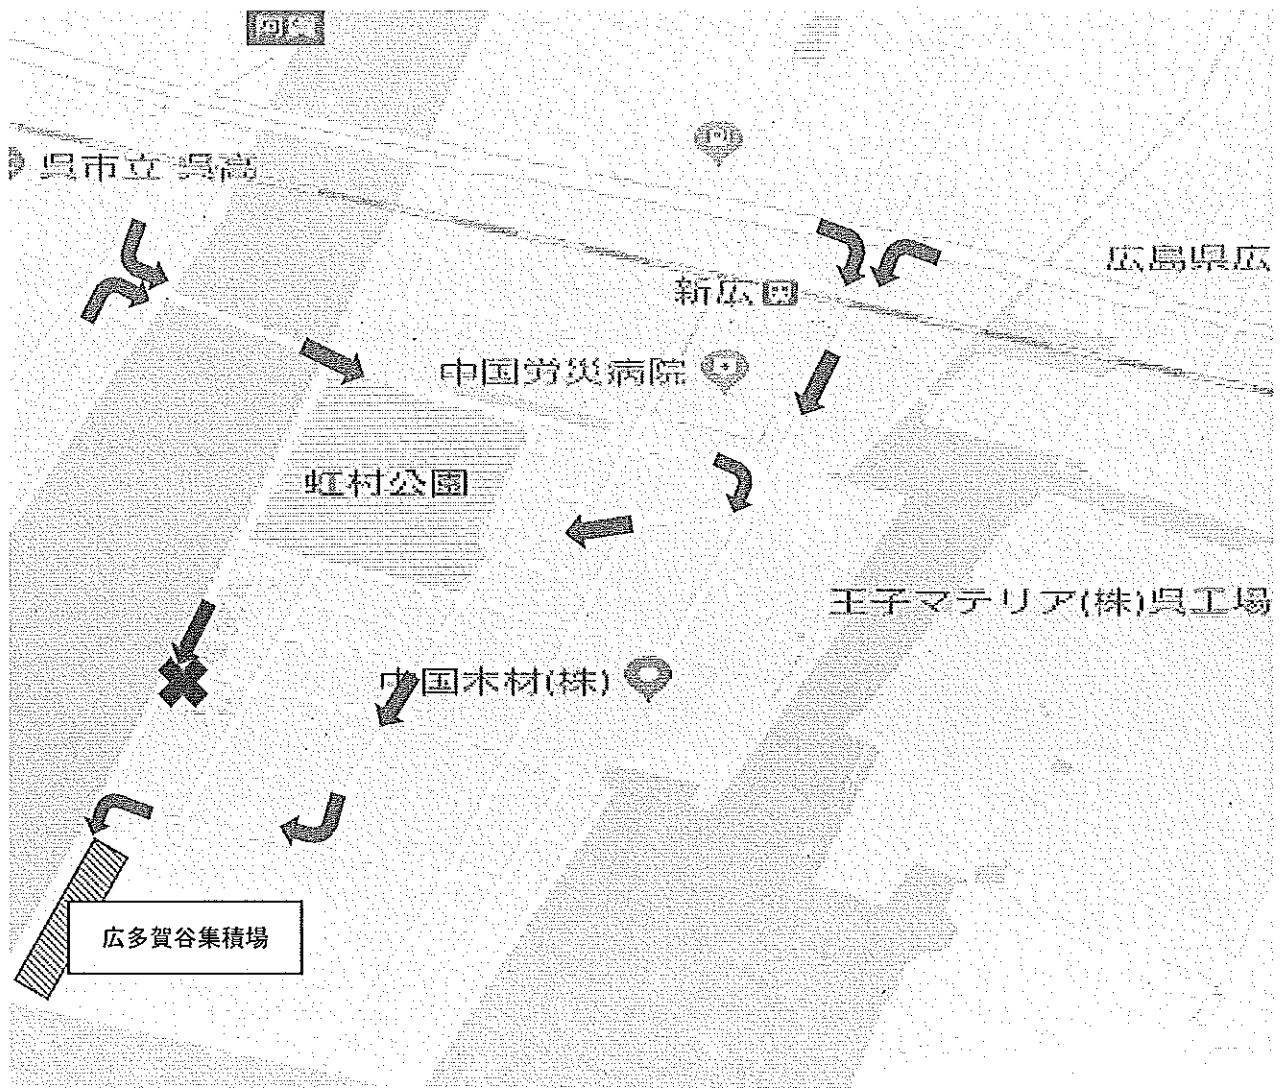 呉市立 呉高
広島県広
新広
中国労災病院
虹村公園
王子マテリア(株)呉工場
中国木材(株)
広多賀谷集積場